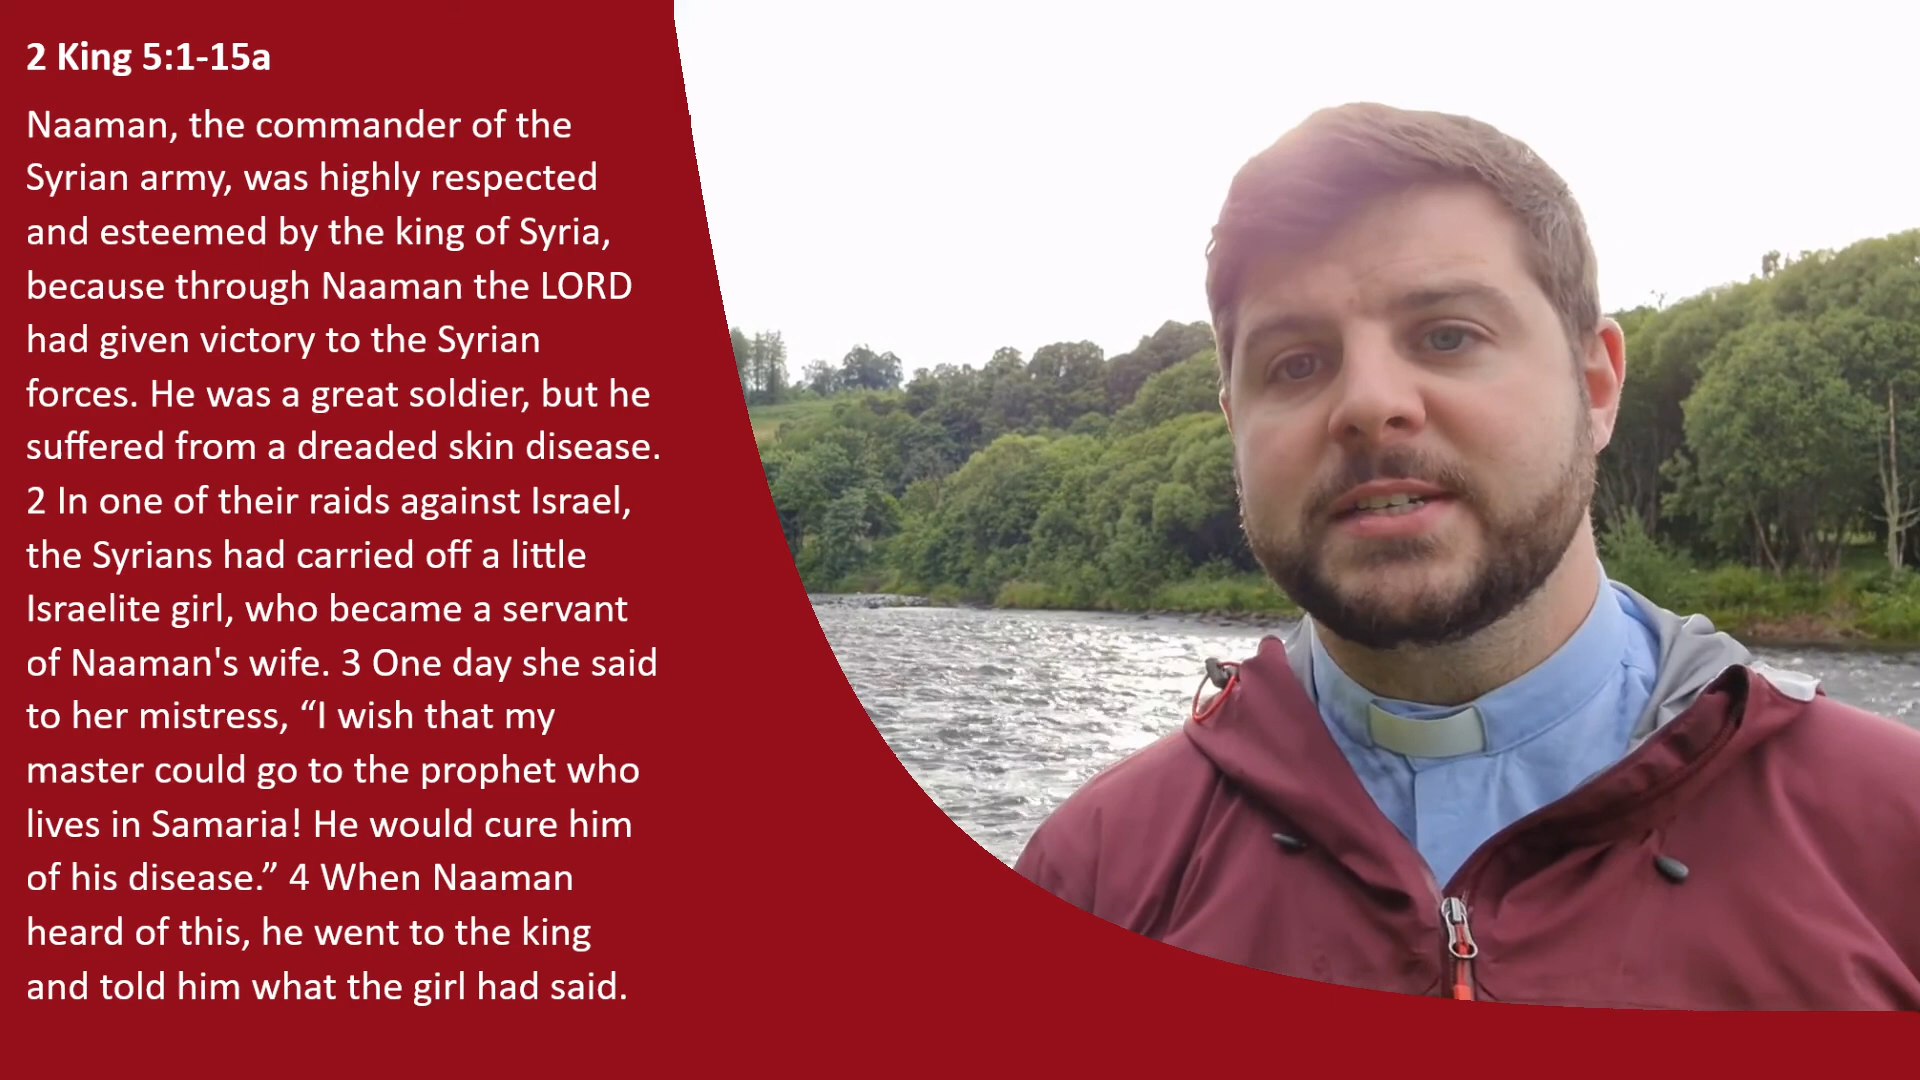 2 King 5:1-15a
Naaman, the commander of the
Syrian army, was highly respected
and esteemed by the king of Syria,
because through Naaman the LORD
had given victory to the Syrian
forces. He was a great soldier, but he
suffered from a dreaded skin disease.
2 In one of their raids against Israel,
the Syrians had carried off a little
Israelite girl, who became a servant
of Naaman's wife. 3 One day she said
to her mistress, “I wish that my
master could go to the prophet who
lives in Samaria! He would cure him
of his disease.” 4 When Naaman
heard of this, he went to the king
and told him what the girl had said.